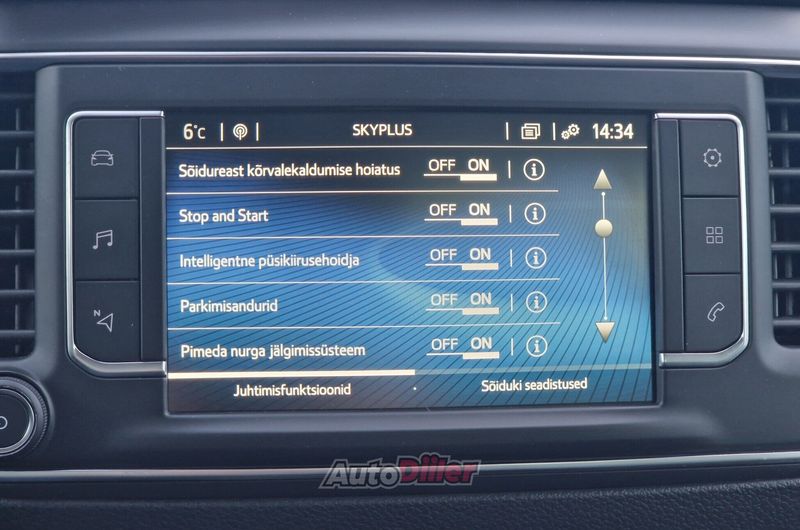 6°C SKYPLUS 14:34
Sõidureast kõrvalekaldumise hoiatus OFF ON i
Stop and Start OFF ON i
Intelligentne püsikiirusehoidja OFF ON i
Parkimisandurid OFF ON i
Pimeda nurga jälgimissüsteem OFF ON i
Juhtimisfunktsioonid Sõiduki seadistused
N
AutoDiller